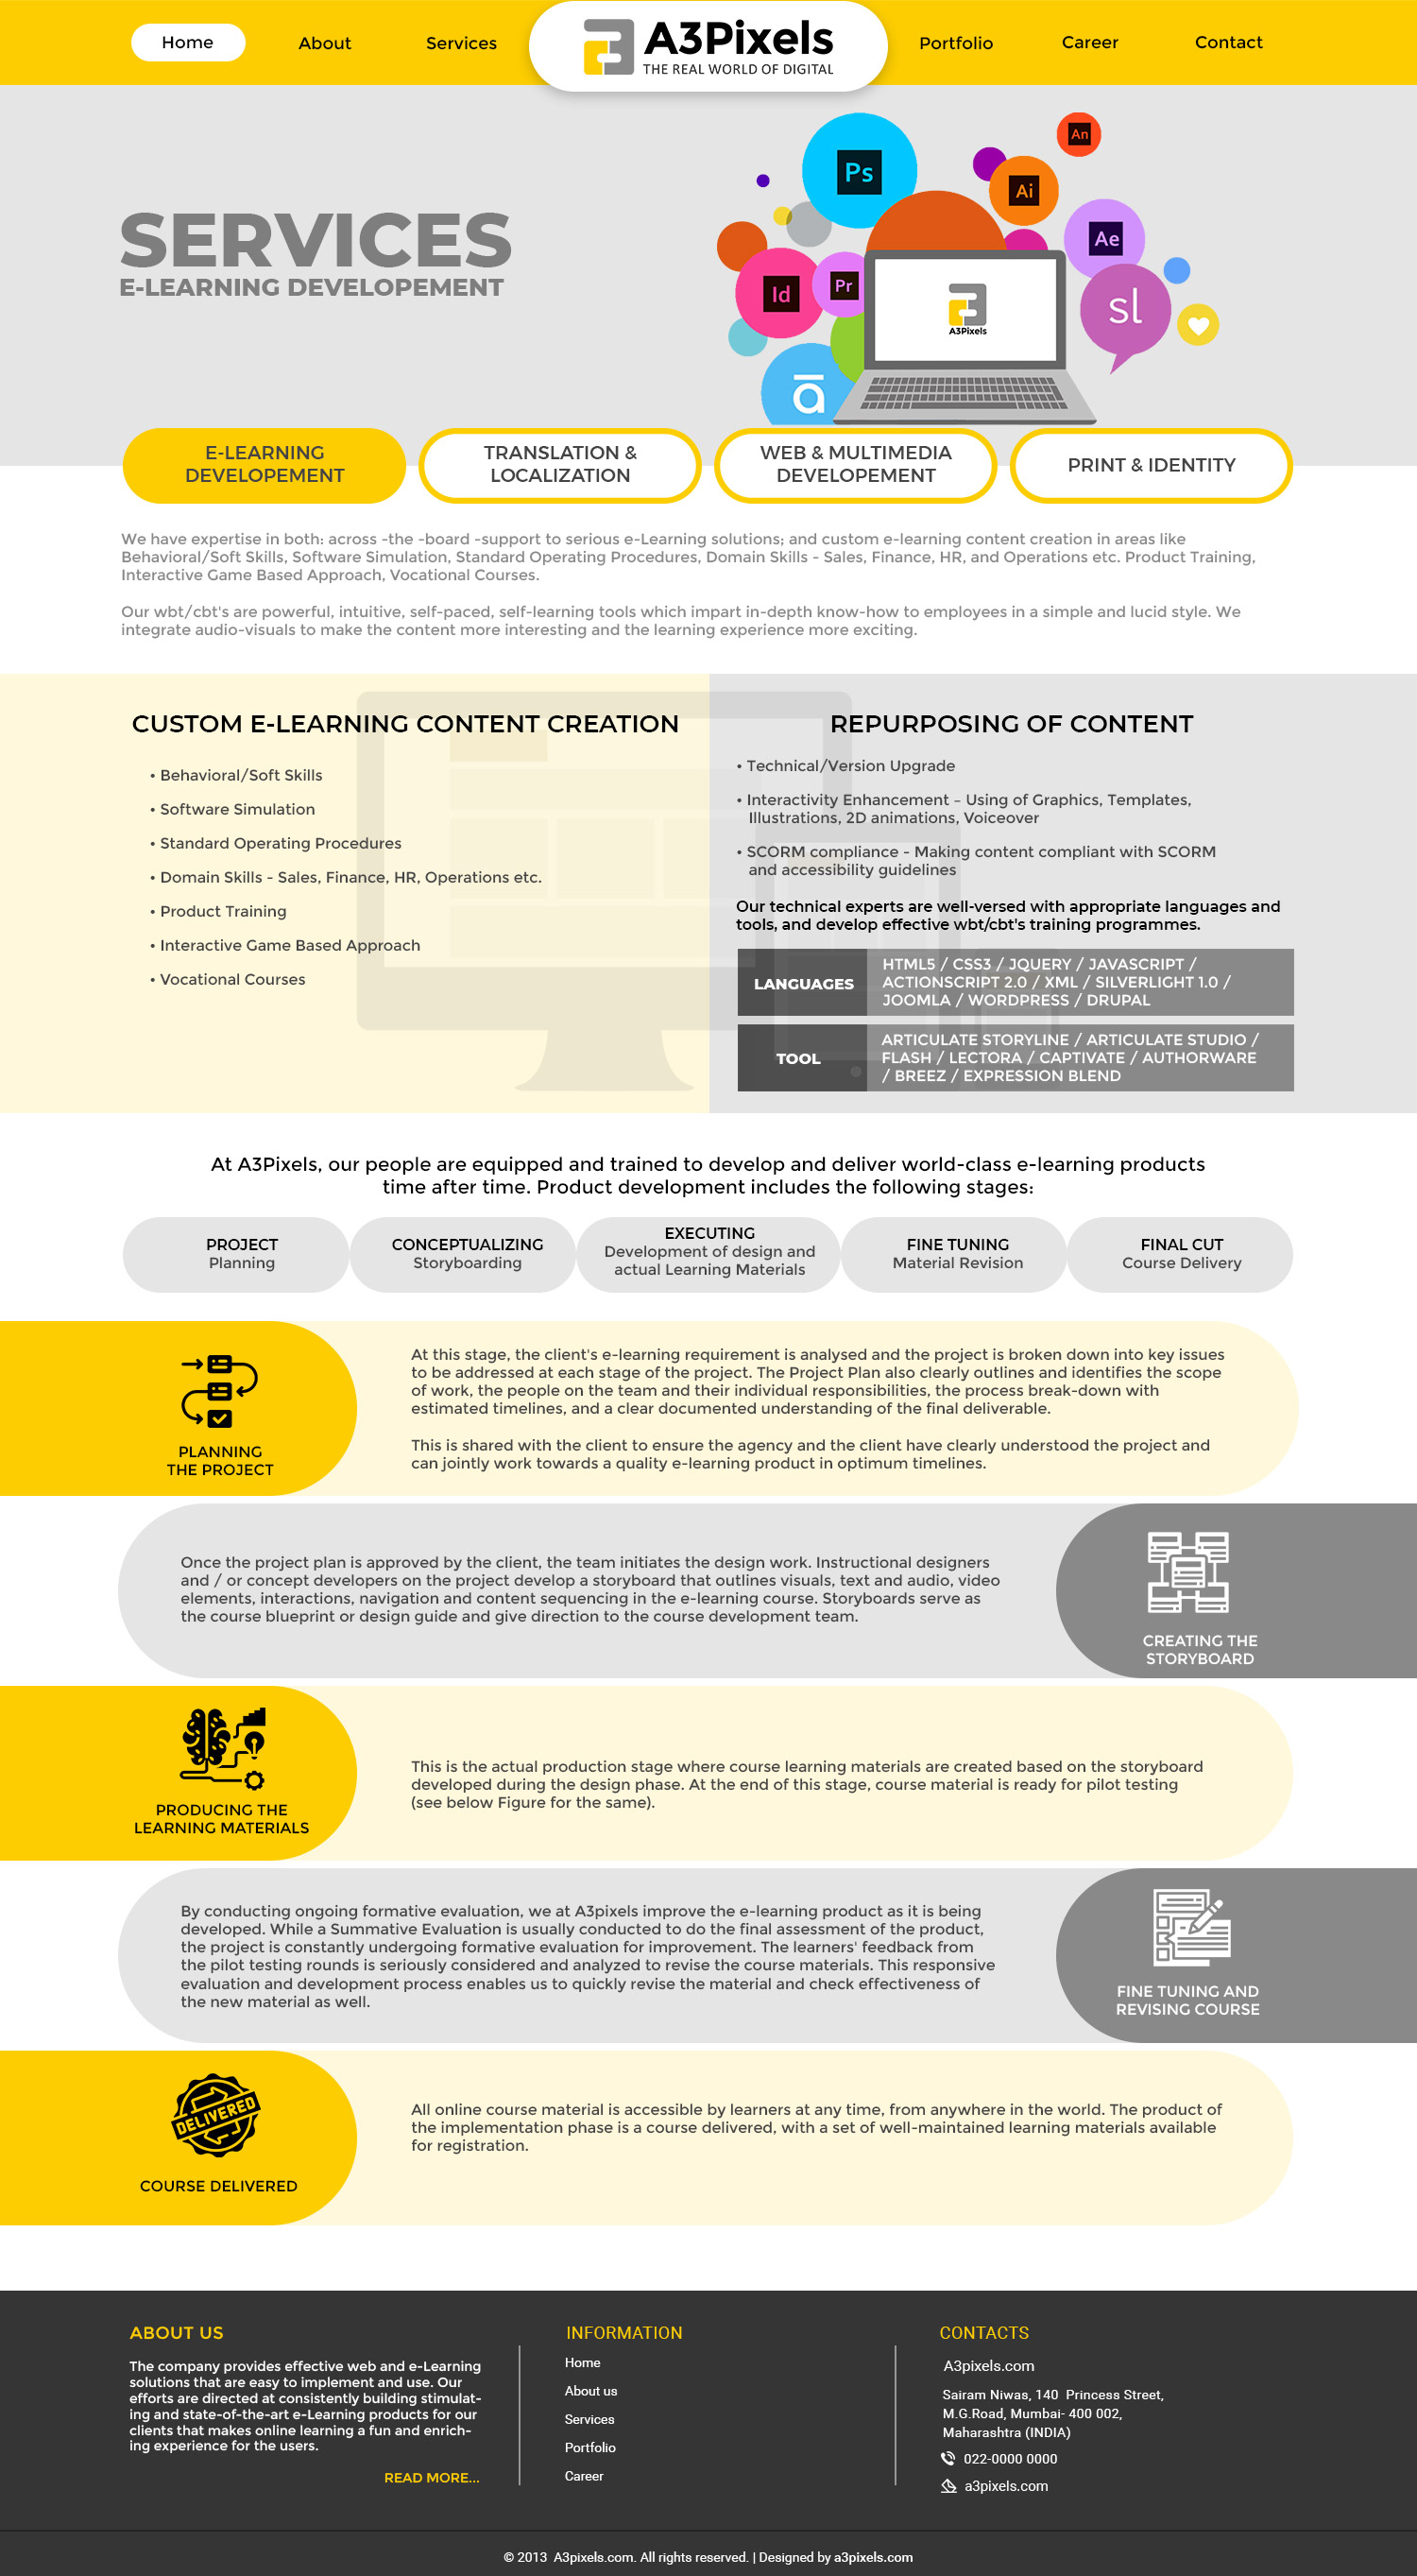 Home
About
Services
A3Pixels
THE REAL WORLD OF DIGITAL
Portfolio
Career
Contact
SERVICES
E-LEARNING DEVELOPEMENT
Ps
An
Ai
Ae
Id
Pr
sl
A3Pixels
ā
E-LEARNING
DEVELOPEMENT
TRANSLATION &
LOCALIZATION
WEB & MULTIMEDIA
DEVELOPEMENT
PRINT & IDENTITY
We have expertise in both: across -the -board -support to serious e-Learning solutions; and custom e-learning content creation in areas like
Behavioral/Soft Skills, Software Simulation, Standard Operating Procedures, Domain Skills - Sales, Finance, HR, and Operations etc. Product Training,
Interactive Game Based Approach, Vocational Courses.
Our wbt/cbt's are powerful, intuitive, self-paced, self-learning tools which impart in-depth know-how to employees in a simple and lucid style. We
integrate audio-visuals to make the content more interesting and the learning experience more exciting.
CUSTOM E-LEARNING CONTENT CREATION
• Behavioral/Soft Skills
• Software Simulation
• Standard Operating Procedures
• Domain Skills - Sales, Finance, HR, Operations etc.
• Product Training
• Interactive Game Based Approach
• Vocational Courses
REPURPOSING OF CONTENT
• Technical/Version Upgrade
• Interactivity Enhancement – Using of Graphics, Templates,
Illustrations, 2D animations, Voiceover
• SCORM compliance - Making content compliant with SCORM
and accessibility guidelines
Our technical experts are well-versed with appropriate languages and
tools, and develop effective wbt/cbt's training programmes.
LANGUAGES
HTML5 / CSS3 / JQUERY / JAVASCRIPT /
ACTIONSCRIPT 2.0 / XML / SILVERLIGHT 1.0 /
JOOMLA / WORDPRESS / DRUPAL
TOOL
ARTICULATE STORYLINE / ARTICULATE STUDIO /
FLASH / LECTORA / CAPTIVATE / AUTHORWARE
/ BREEZ / EXPRESSION BLEND
At A3Pixels, our people are equipped and trained to develop and deliver world-class e-learning products
time after time. Product development includes the following stages:
PROJECT
Planning
CONCEPTUALIZING
Storyboarding
EXECUTING
Development of design and
actual Learning Materials
FINE TUNING
Material Revision
FINAL CUT
Course Delivery
PLANNING
THE PROJECT
At this stage, the client's e-learning requirement is analysed and the project is broken down into key issues
to be addressed at each stage of the project. The Project Plan also clearly outlines and identifies the scope
of work, the people on the team and their individual responsibilities, the process break-down with
estimated timelines, and a clear documented understanding of the final deliverable.
This is shared with the client to ensure the agency and the client have clearly understood the project and
can jointly work towards a quality e-learning product in optimum timelines.
Once the project plan is approved by the client, the team initiates the design work. Instructional designers
and / or concept developers on the project develop a storyboard that outlines visuals, text and audio, video
elements, interactions, navigation and content sequencing in the e-learning course. Storyboards serve as
the course blueprint or design guide and give direction to the course development team.
CREATING THE
STORYBOARD
PRODUCING THE
LEARNING MATERIALS
This is the actual production stage where course learning materials are created based on the storyboard
developed during the design phase. At the end of this stage, course material is ready for pilot testing
(see below Figure for the same).
By conducting ongoing formative evaluation, we at A3pixels improve the e-learning product as it is being
developed. While a Summative Evaluation is usually conducted to do the final assessment of the product,
the project is constantly undergoing formative evaluation for improvement. The learners' feedback from
the pilot testing rounds is seriously considered and analyzed to revise the course materials. This responsive
evaluation and development process enables us to quickly revise the material and check effectiveness of
the new material as well.
FINE TUNING AND
REVISING COURSE
DELIVERED
COURSE DELIVERED
All online course material is accessible by learners at any time, from anywhere in the world. The product of
the implementation phase is a course delivered, with a set of well-maintained learning materials available
for registration.
ABOUT US
The company provides effective web and e-Learning
solutions that are easy to implement and use. Our
efforts are directed at consistently building stimulat-
ing and state-of-the-art e-Learning products for our
clients that makes online learning a fun and enrich-
ing experience for the users.
READ MORE...
INFORMATION
Home
About us
Services
Portfolio
Career
CONTACTS
A3pixels.com
Sairam Niwas, 140 Princess Street,
M.G.Road, Mumbai- 400 002,
Maharashtra (INDIA)
022-0000 0000
a3pixels.com
© 2013 A3pixels.com. All rights reserved. | Designed by a3pixels.com